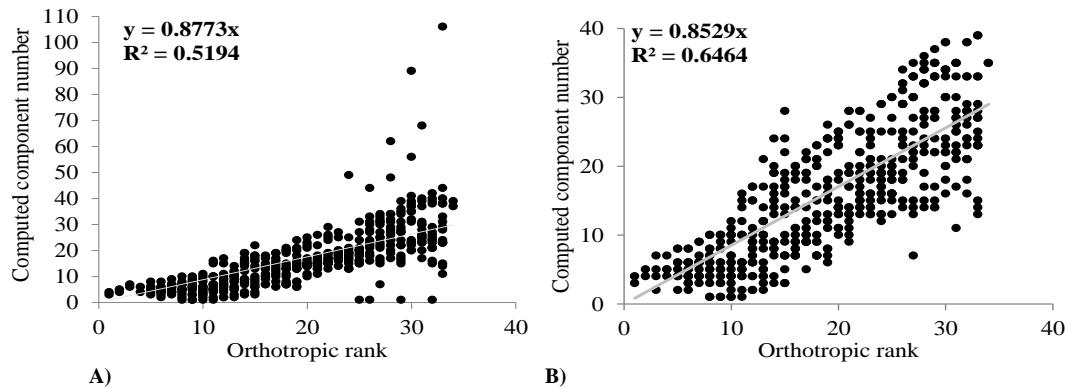 y = 0.8773x
R² = 0.5194
Computed component number
110
100
90
80
70
60
50
40
30
20
10
0
0 10 20 30 40
Orthotropic rank
A)
y = 0.8529x
R² = 0.6464
Computed component number
40
30
20
10
0
0 10 20 30 40
Orthotropic rank
B)